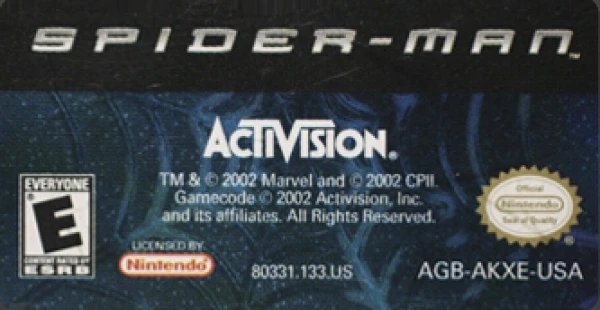 SPIDER-MAN™
ACTIVISION®
TM & © 2002 Marvel and © 2002 CPII.
Gamecode © 2002 Activision, Inc.
and its affiliates. All Rights Reserved.
EVERYONE
E
CONTENT RATED BY
ESRB
LICENSED BY
Nintendo®
80331.133.US
Official
Nintendo
Seal of Quality
®
AGB-AKXE-USA